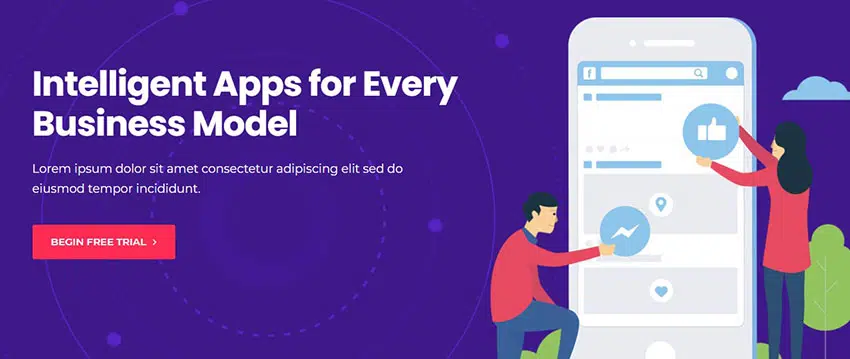 Intelligent Apps for Every
Business Model
Lorem ipsum dolor sit amet consectetur adipiscing elit sed do
eiusmod tempor incididunt.
BEGIN FREE TRIAL ›
f